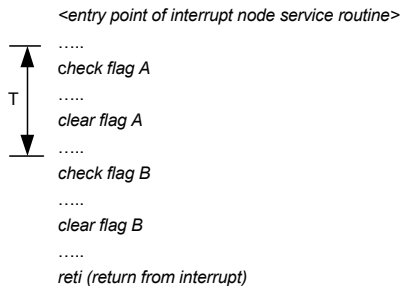 <entry point of interrupt node service routine>
…..
check flag A
T
…..
clear flag A
…..
check flag B
…..
clear flag B
…..
reti (return from interrupt)